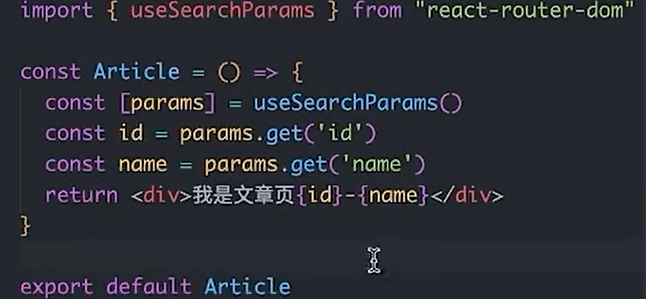 import { useSearchParams } from "react-router-dom"
const Article = () => {
const [params] = useSearchParams()
const id = params.get('id')
const name = params.get('name')
return <div>我是文章页{id}-{name}</div>
}
export default Article